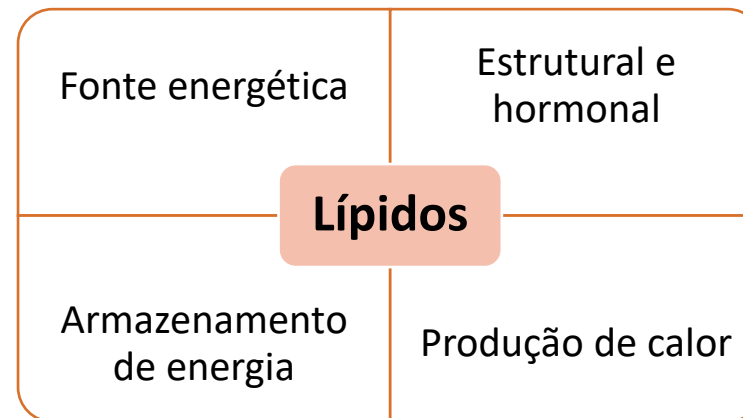 Fonte energética
Estrutural e
hormonal
Lípidos
Armazenamento
de energia
Produção de calor